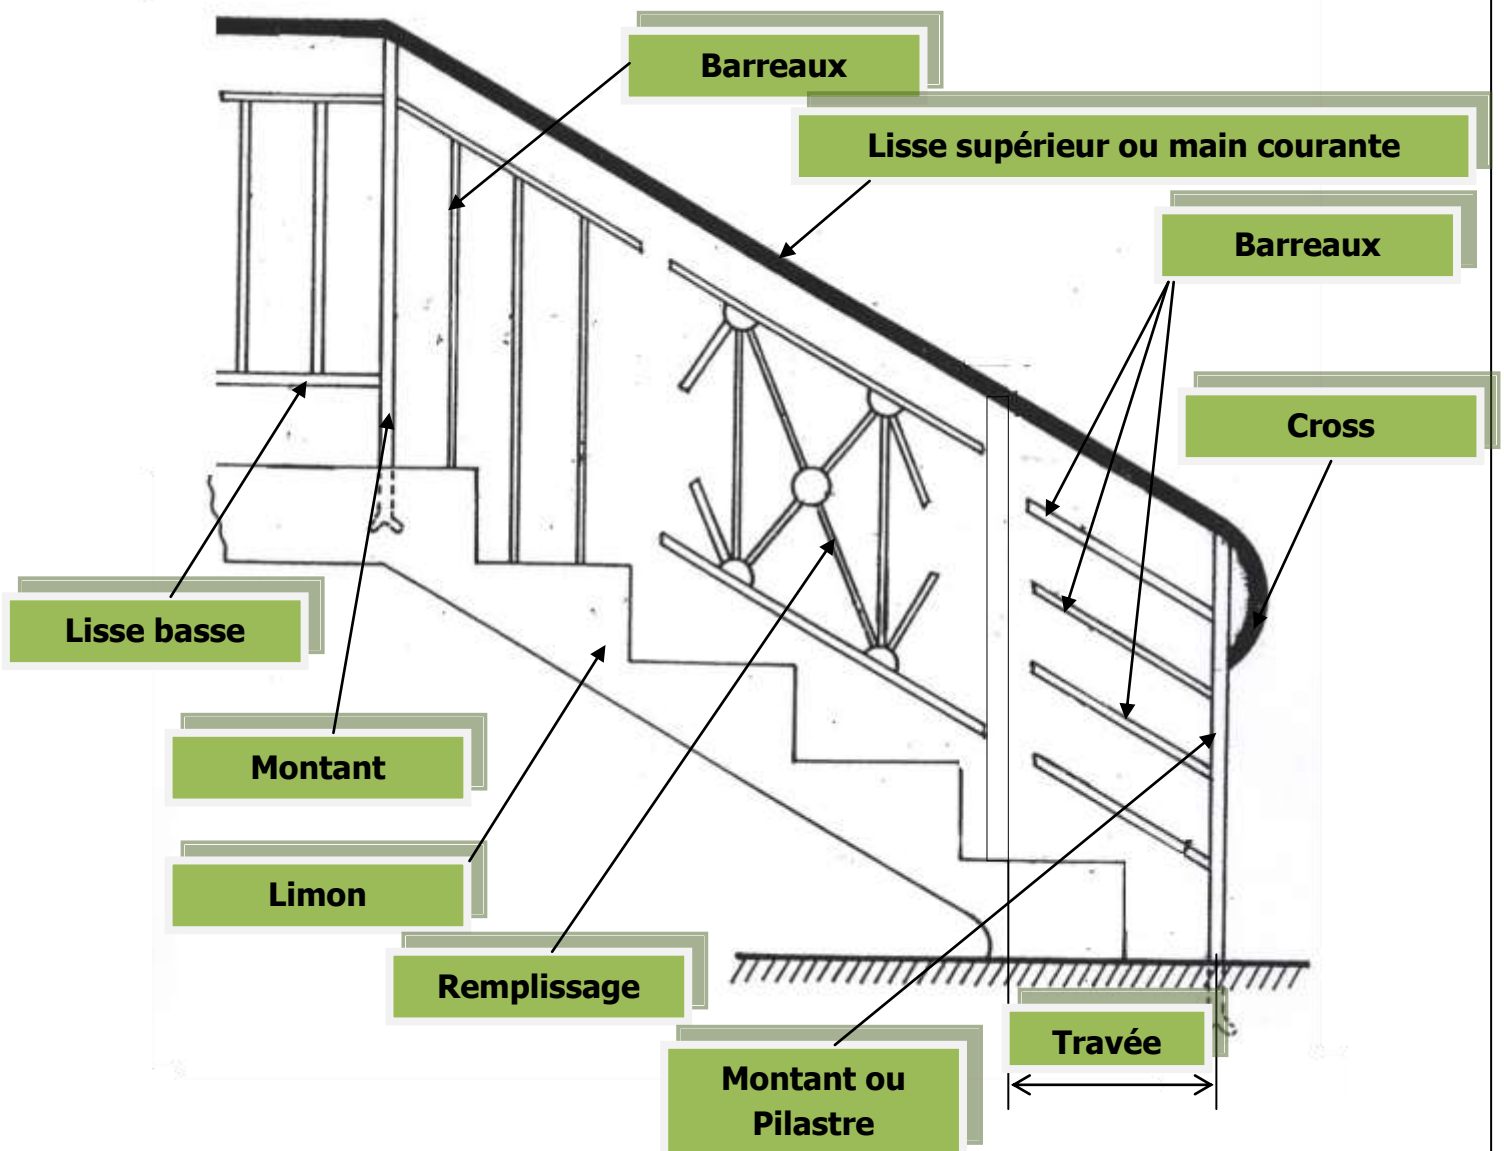 Barreaux
Lisse supérieur ou main courante
Barreaux
Cross
Lisse basse
Montant
Limon
Remplissage
Travée
Montant ou
Pilastre